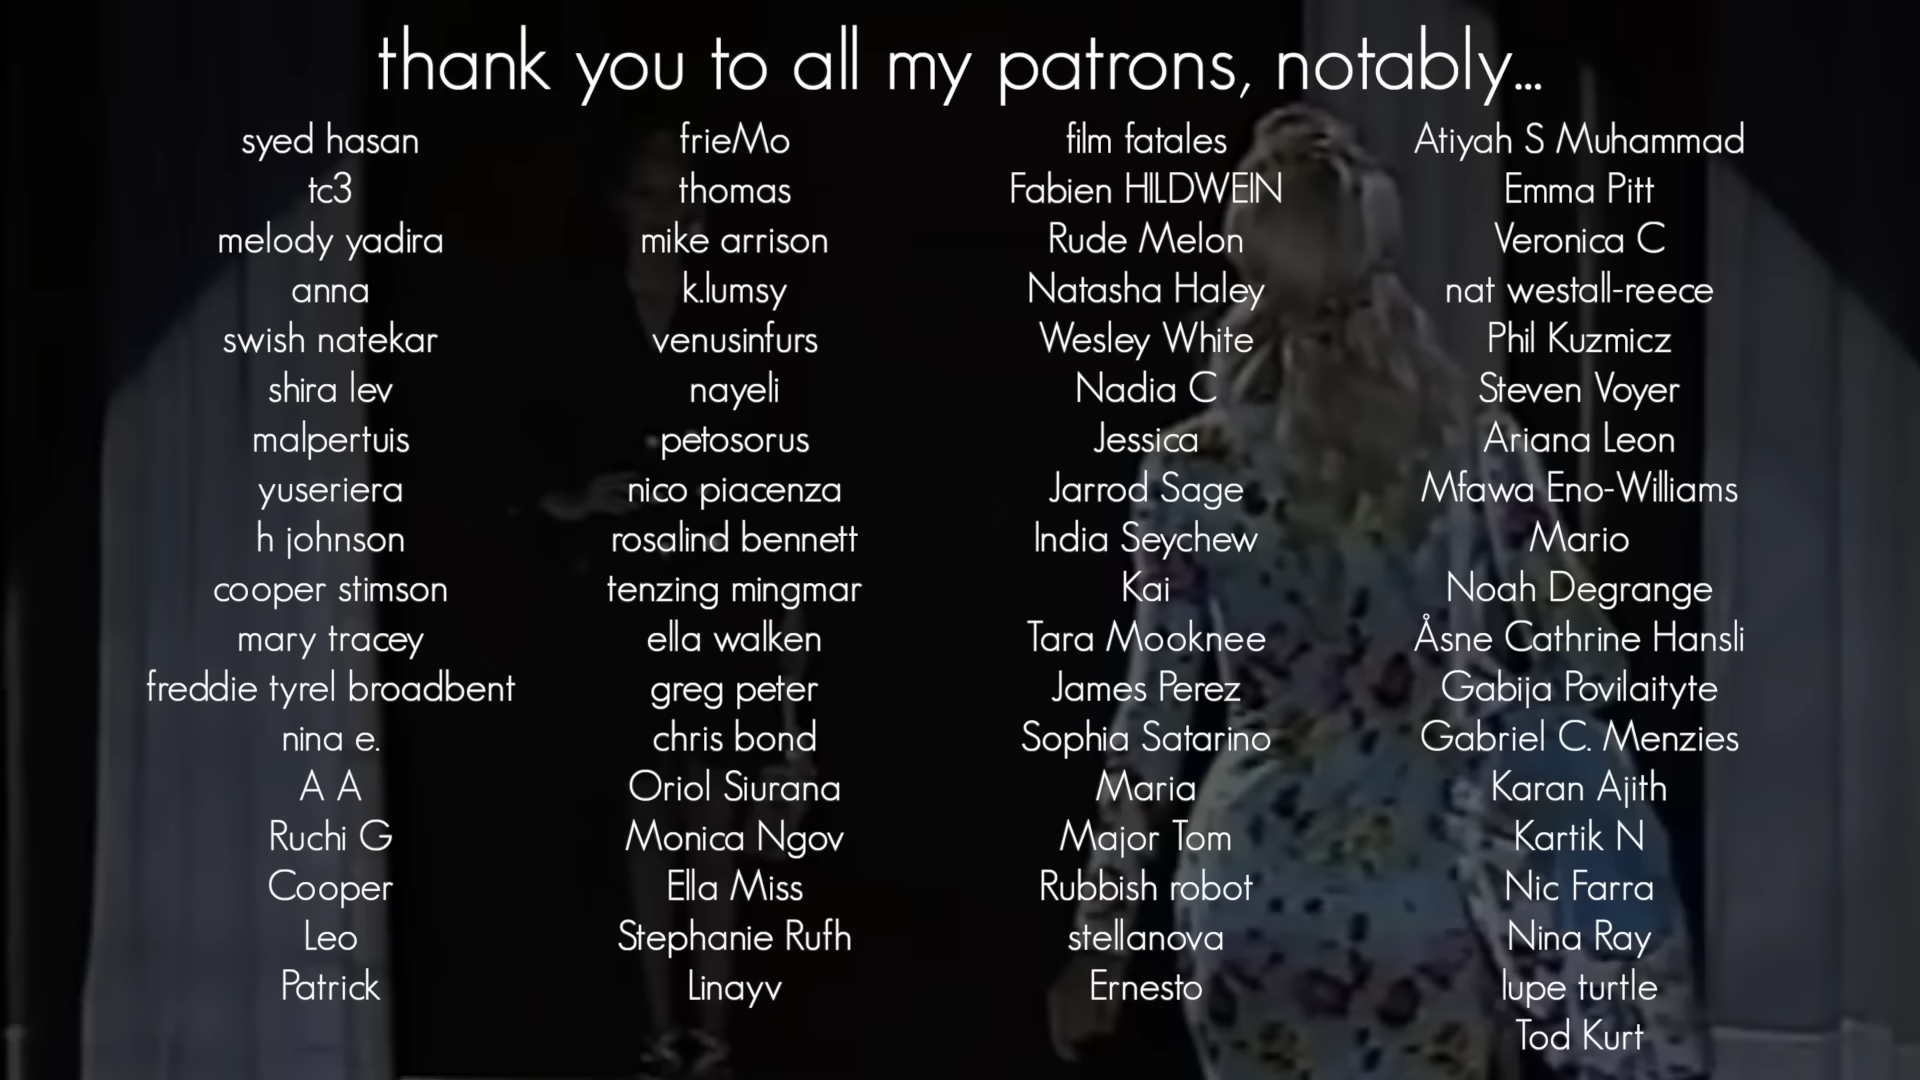 thank you to all my patrons, notably...
syed hasan
tc3
melody yadira
anna
swish natekar
shira lev
malpertuis
yuseriera
h johnson
cooper stimson
mary tracey
freddie tyrel broadbent
nina e.
A A
Ruchi G
Cooper
Leo
Patrick
frieMo
thomas
mike arrison
k.lumsy
venusinfurs
nayeli
petosorus
nico piacenza
rosalind bennett
tenzing mingmar
ella walken
greg peter
chris bond
Oriol Siurana
Monica Ngov
Ella Miss
Stephanie Rufh
Linayv
film fatales
Fabien HILDWEIN
Rude Melon
Natasha Haley
Wesley White
Nadia C
Jessica
Jarrod Sage
India Seychew
Kai
Tara Mooknee
James Perez
Sophia Satarino
Maria
Major Tom
Rubbish robot
stellanova
Ernesto
Atiyah S Muhammad
Emma Pitt
Veronica C
nat westall-reece
Phil Kuzmicz
Steven Voyer
Ariana Leon
Mfawa Eno-Williams
Mario
Noah Degrange
Åsne Cathrine Hansli
Gabija Povilaityte
Gabriel C. Menzies
Karan Ajith
Kartik N
Nic Farra
Nina Ray
lupe turtle
Tod Kurt